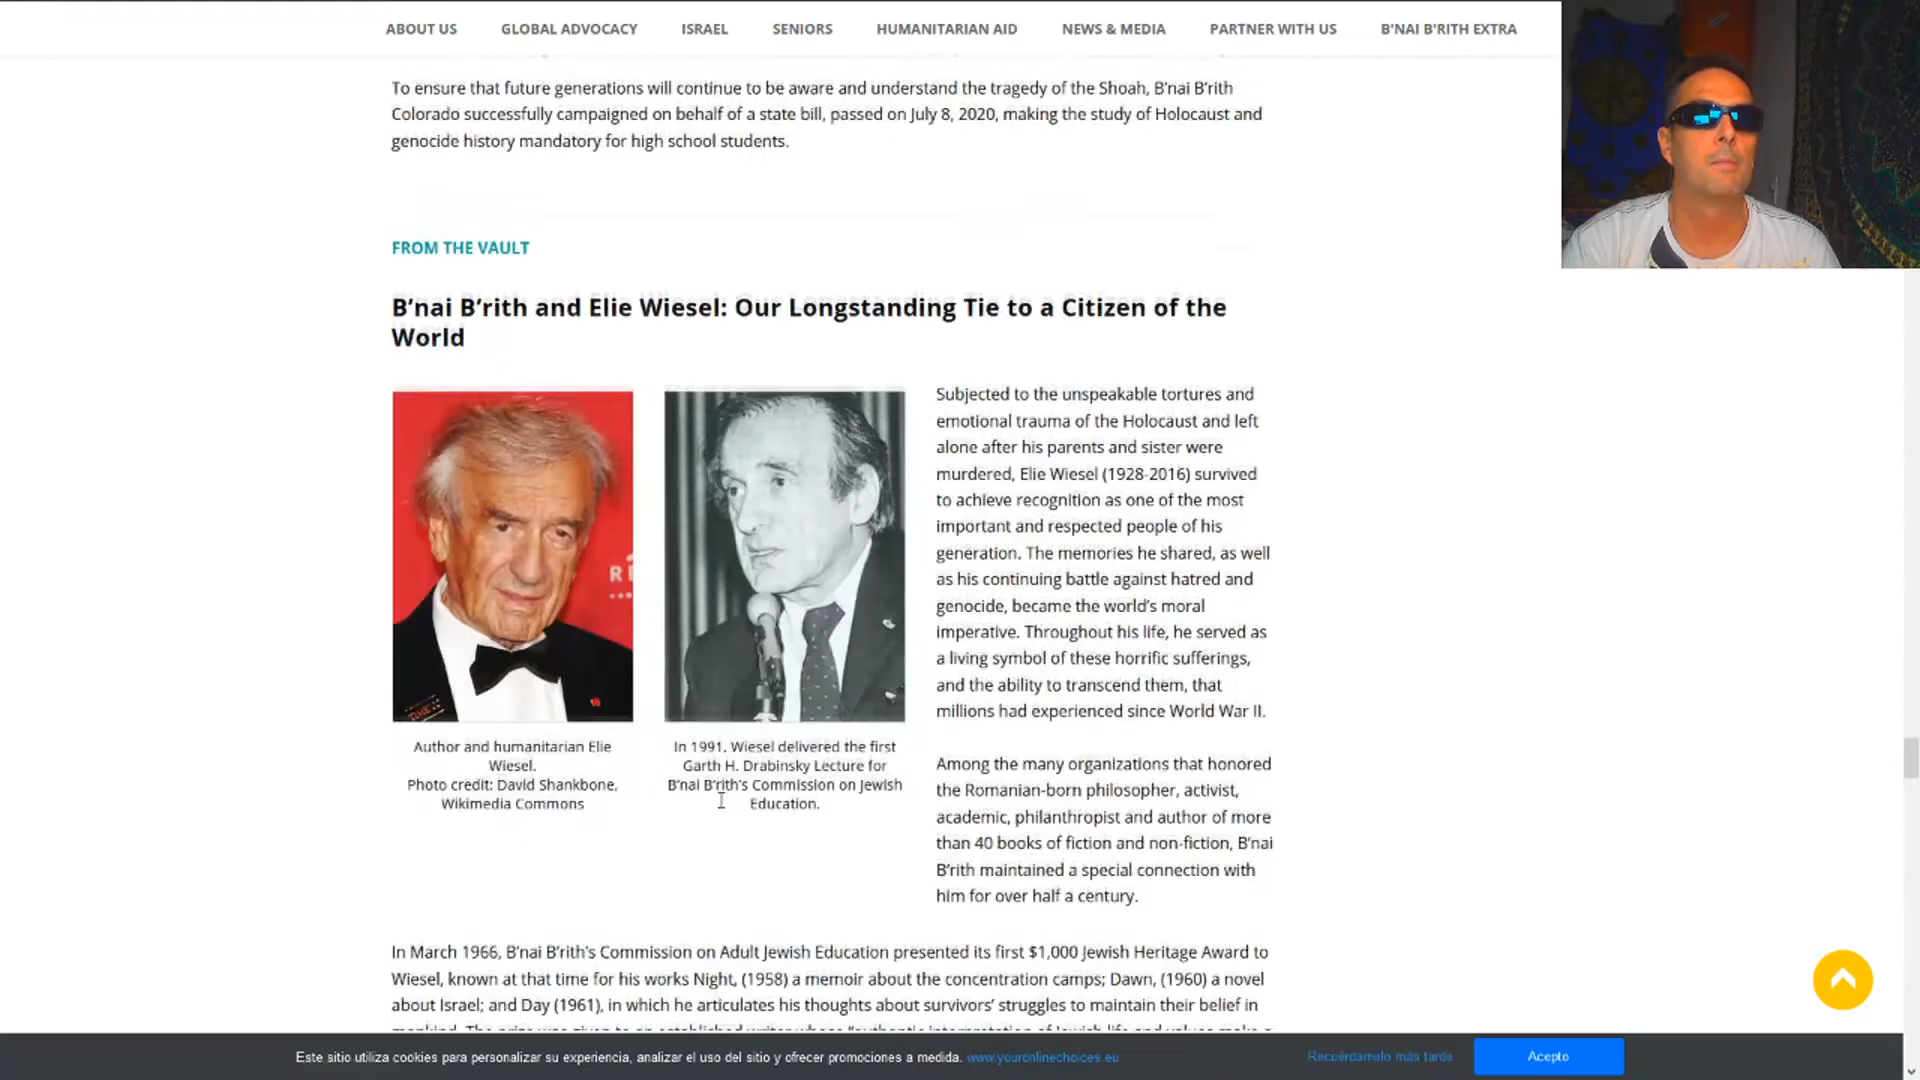 ABOUT US GLOBAL ADVOCACY ISRAEL SENIORS HUMANITARIAN AID NEWS & MEDIA PARTNER WITH US B'NAI B'RITH EXTRA
To ensure that future generations will continue to be aware and understand the tragedy of the Shoah, B'nai B'rith
Colorado successfully campaigned on behalf of a state bill, passed on July 8, 2020, making the study of Holocaust and
genocide history mandatory for high school students.
FROM THE VAULT
B'nai B'rith and Elie Wiesel: Our Longstanding Tie to a Citizen of the
World
TIME
Author and humanitarian Elie
Wiesel.
Photo credit: David Shankbone,
Wikimedia Commons
In 1991, Wiesel delivered the first
Garth H. Drabinsky Lecture for
B'nai B'rith's Commission on Jewish
Education.
Subjected to the unspeakable tortures and
emotional trauma of the Holocaust and left
alone after his parents and sister were
murdered, Elie Wiesel (1928-2016) survived
to achieve recognition as one of the most
important and respected people of his
generation. The memories he shared, as well
as his continuing battle against hatred and
genocide, became the world's moral
imperative. Throughout his life, he served as
a living symbol of these horrific sufferings,
and the ability to transcend them, that
millions had experienced since World War II.
Among the many organizations that honored
the Romanian-born philosopher, activist,
academic, philanthropist and author of more
than 40 books of fiction and non-fiction, B'nai
B'rith maintained a special connection with
him for over half a century.
In March 1966, B'nai B'rith's Commission on Adult Jewish Education presented its first $1,000 Jewish Heritage Award to
Wiesel, known at that time for his works Night, (1958) a memoir about the concentration camps; Dawn, (1960) a novel
about Israel; and Day (1961), in which he articulates his thoughts about survivors' struggles to maintain their belief in
Este sitio utiliza cookies para personalizar su experiencia, analizar el uso del sitio y ofrecer promociones a medida. www.youronlinechoices.eu
Recuérdamelo más tarde
Acepto